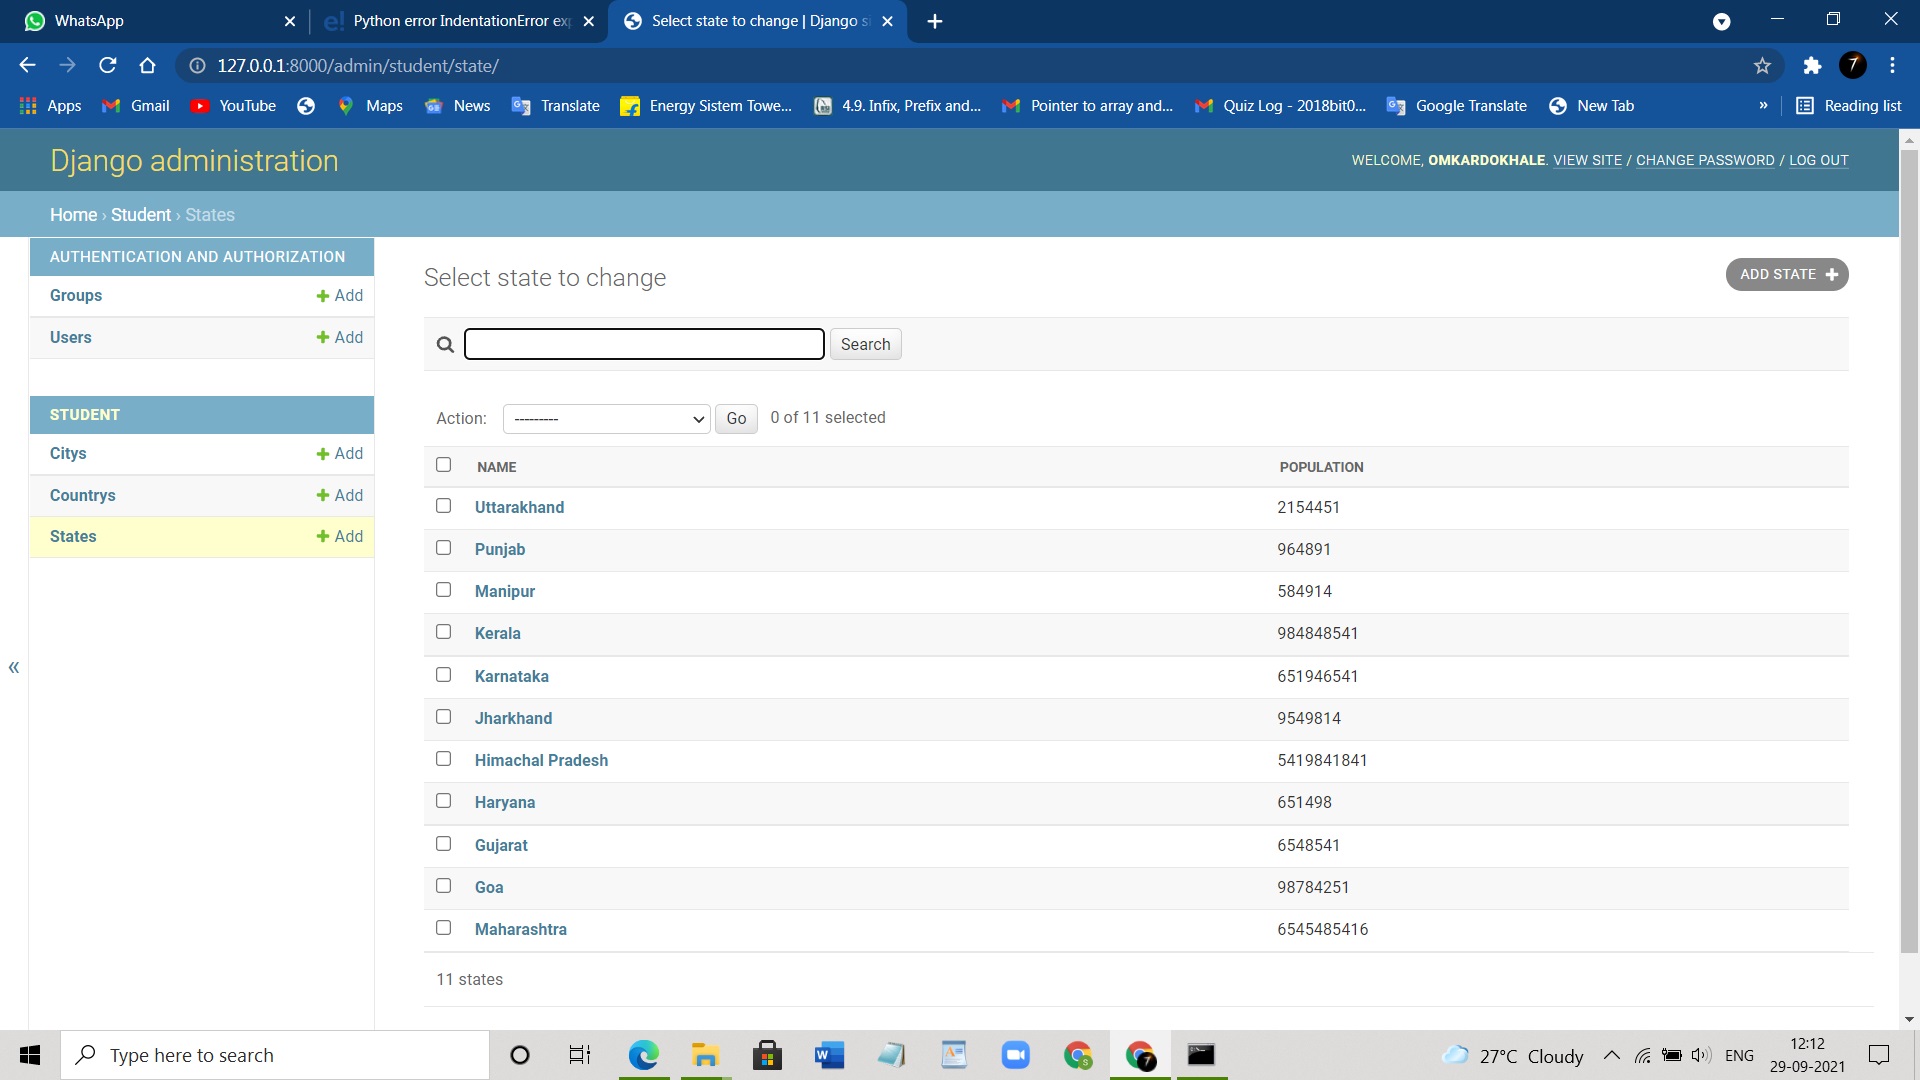 WhatsApp
Python error IndentationError exp
Select state to change | Django si
127.0.0.1:8000/admin/student/state/
Apps
Gmail
YouTube
Maps
News
Translate
Energy Sistem Towe...
4.9. Infix, Prefix and...
Pointer to array and...
Quiz Log - 2018bit0...
Google Translate
New Tab
»
Reading list
Django administration
WELCOME, OMKARDOKHALE. VIEW SITE / CHANGE PASSWORD / LOG OUT
Home › Student › States
AUTHENTICATION AND AUTHORIZATION
Groups + Add
Users + Add
STUDENT
Citys + Add
Countrys + Add
States + Add
«
Select state to change
ADD STATE +
Search
Action: --------- Go 0 of 11 selected
NAME POPULATION
Uttarakhand 2154451
Punjab 964891
Manipur 584914
Kerala 984848541
Karnataka 651946541
Jharkhand 9549814
Himachal Pradesh 5419841841
Haryana 651498
Gujarat 6548541
Goa 98784251
Maharashtra 6545485416
11 states
Type here to search
27°C Cloudy
ENG
12:12
29-09-2021